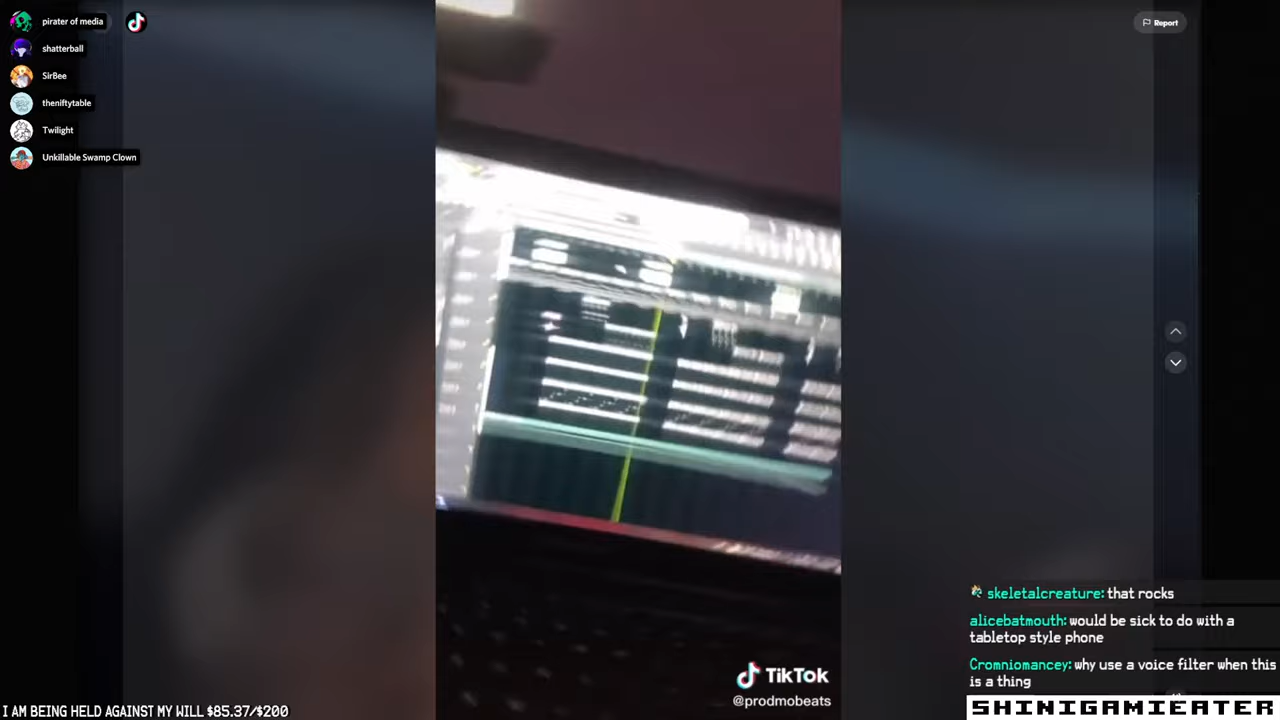 pirater of media
shatterball
SirBee
theniftytable
Twilight
Unkillable Swamp Clown
Report
skeletalcreature: that rocks
alicebatmouth: would be sick to do with a
tabletop style phone
Cromniomancey: why use a voice filter when this
is a thing
TikTok
@prodmobeats
I AM BEING HELD AGAINST MY WILL $85.37/$200
SHINIGAMIEATER